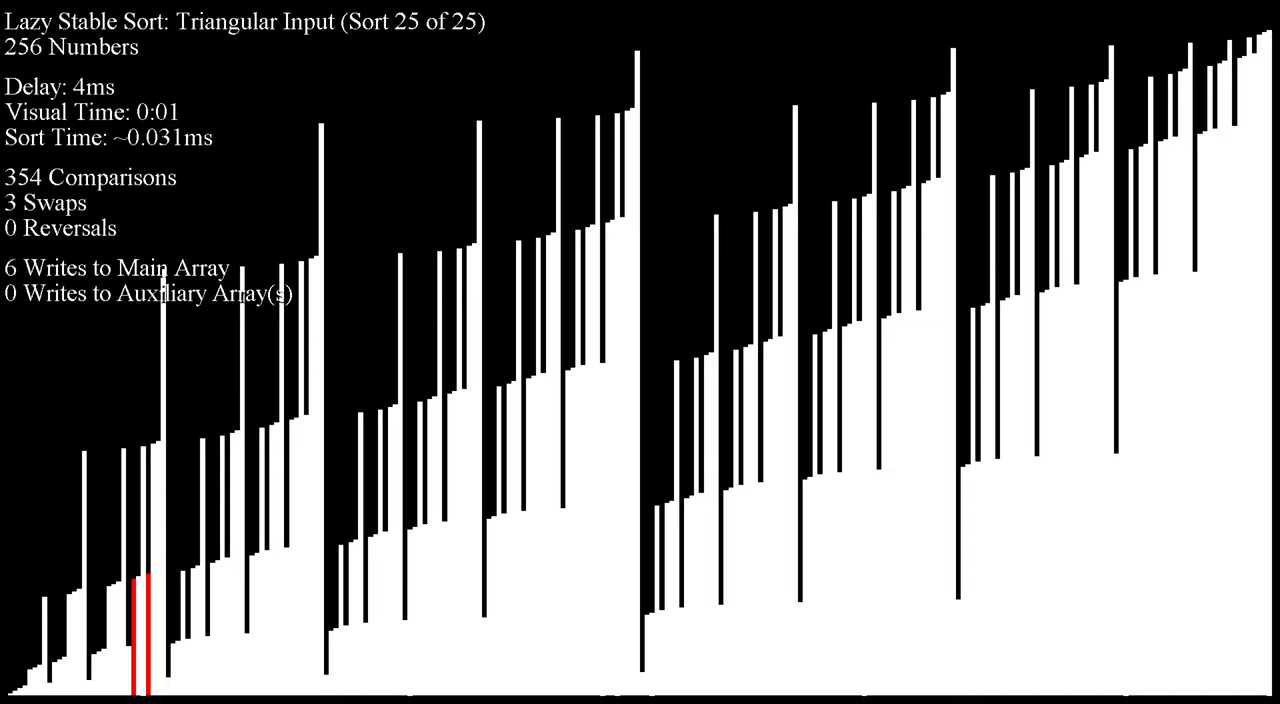 Lazy Stable Sort: Triangular Input (Sort 25 of 25)
256 Numbers
Delay: 4ms
Visual Time: 0:01
Sort Time: ~0.031ms
354 Comparisons
3 Swaps
0 Reversals
6 Writes to Main Array
0 Writes to Auxiliary Array(s)